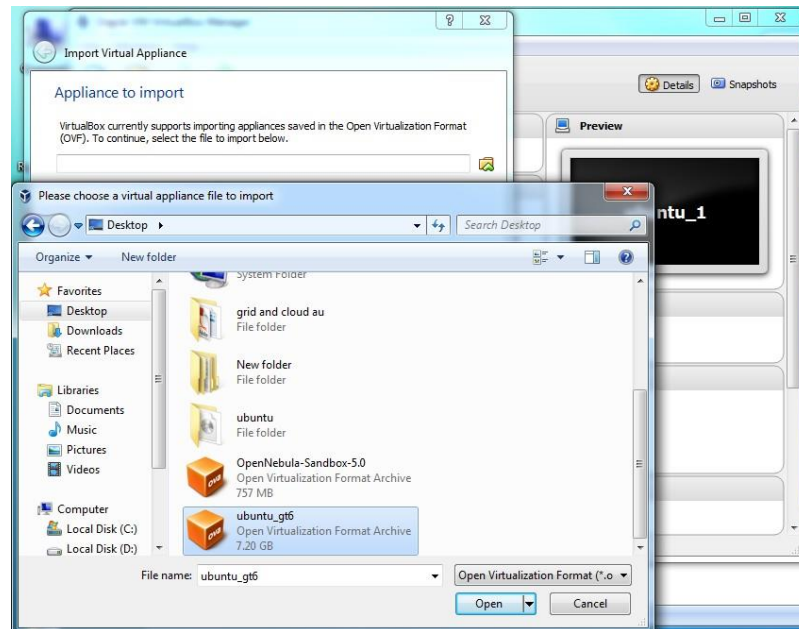 Import Virtual Appliance
Details
Snapshots
Appliance to import
Preview
VirtualBox currently supports importing appliances saved in the Open Virtualization Format
(OVF). To continue, select the file to import below.
ntu_1
Please choose a virtual appliance file to import
Desktop
Search Desktop
Organize
New folder
Favorites
Desktop
Downloads
Recent Places
Libraries
Documents
Music
Pictures
Videos
Computer
Local Disk (C:)
Local Disk (D:)
System Folder
grid and cloud au
File folder
New folder
File folder
ubuntu
File folder
OpenNebula-Sandbox-5.0
Open Virtualization Format Archive
757 MB
ubuntu_gt6
Open Virtualization Format Archive
7.20 GB
OVA
OVA
File name:
ubuntu_gt6
Open Virtualization Format (*.o
Open
Cancel